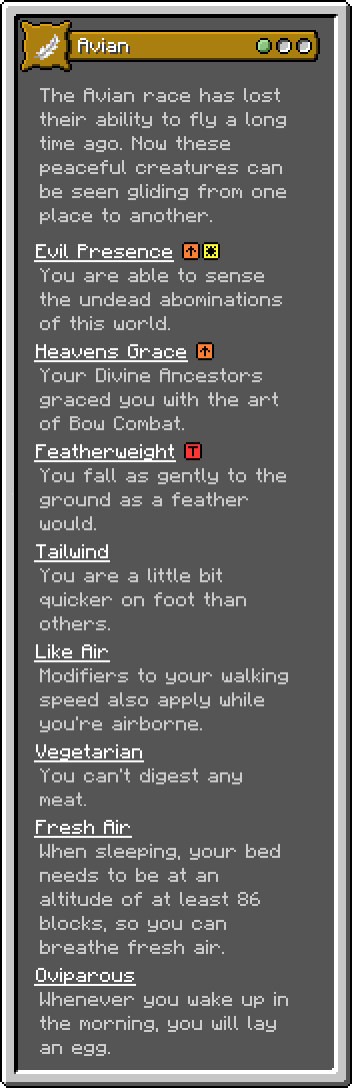 Avian
The Avian race has lost
their ability to fly a long
time ago. Now these
peaceful creatures can
be seen gliding from one
place to another.
Evil Presence
You are able to sense
the undead abominations
of this world.
Heavens Grace
Your Divine Ancestors
graced you with the art
of Bow Combat.
Featherweight T
You fall as gently to the
ground as a feather
would.
Tailwind
You are a little bit
quicker on foot than
others.
Like Air
Modifiers to your walking
speed also apply while
you're airborne.
Vegetarian
You can't digest any
meat.
Fresh Air
When sleeping, your bed
needs to be at an
altitude of at least 86
blocks, so you can
breathe fresh air.
Oviparous
Whenever you wake up in
the morning, you will lay
an egg.